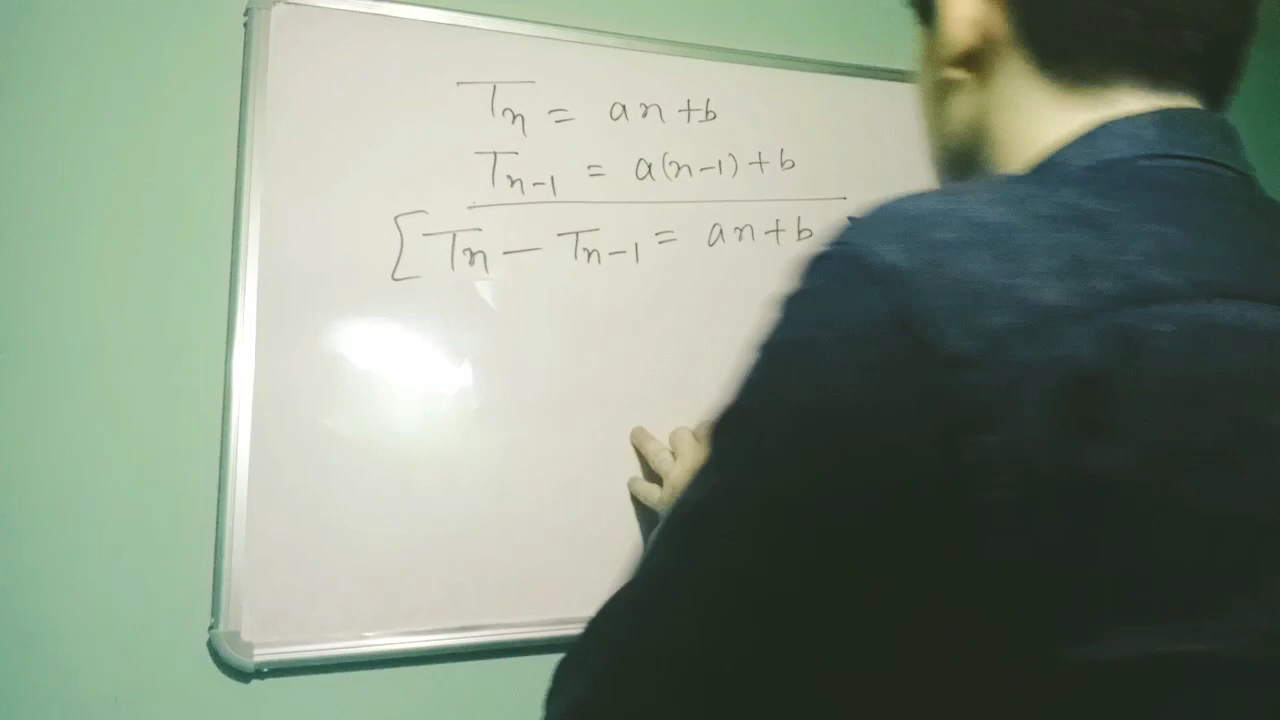 Tn = an+b
Tn-1 = a(n-1)+b
[Tn - Tn-1 = an+b